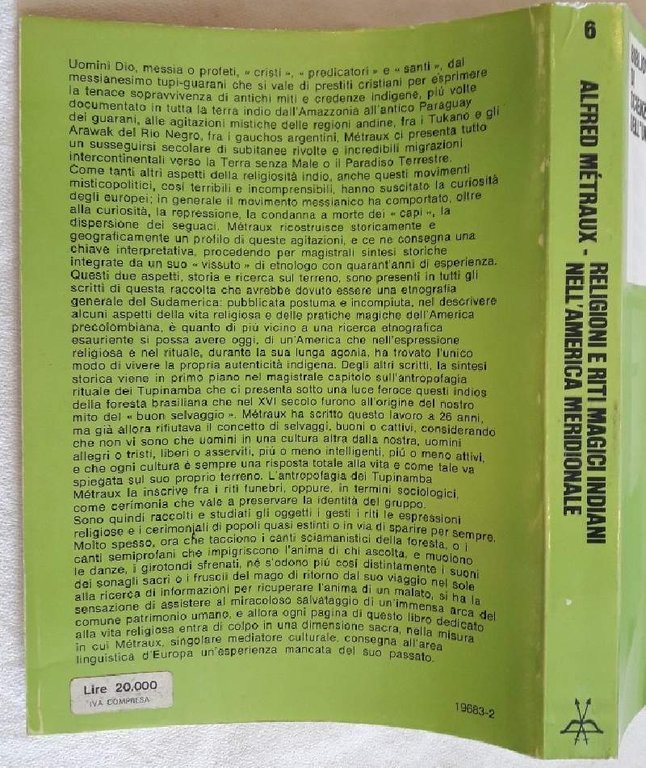 Uomini Dio, messia o profeti, « cristi », « predicatori » e « santi », dal
messianesimo tupi-guarani che si vale di prestiti cristiani per esprimere
la tenace sopravvivenza di antichi miti e credenze indigene, più volte
documentato in tutta la terra indio dall'Amazzonia all'antico Paraguay
dei guarani, alle agitazioni mistiche delle regioni andine, fra i Tukano e gli
Arawak del Rio Negro, fra i gauchos argentini, Métraux ci presenta tutto
un susseguirsi secolare di subitanee rivolte e incredibili migrazioni
intercontinentali verso la Terra senza Male o il Paradiso Terrestre.
Come tanti altri aspetti della religiosità indio, anche questi movimenti
misticopolitici, così terribili e incomprensibili, hanno suscitato la curiosità
degli europei; in generale il movimento messianico ha comportato, oltre
alla curiosità, la repressione, la condanna a morte dei « capi », la
dispersione dei seguaci. Métraux ricostruisce storicamente e
geograficamente un profilo di queste agitazioni, e ce ne consegna una
chiave interpretativa, procedendo per magistrali sintesi storiche
integrate da un suo « vissuto » di etnologo con quarant'anni di esperienza.
Questi due aspetti, storia e ricerca sul terreno, sono presenti in tutti gli
scritti di questa raccolta che avrebbe dovuto essere una etnografia
generale del Sudamerica: pubblicata postuma e incompiuta, nel descrivere
alcuni aspetti della vita religiosa e delle pratiche magiche dell'America
precolombiana, è quanto di più vicino a una ricerca etnografica
esauriente si possa avere oggi, di un'America che nell'espressione
religiosa e nel rituale, durante la sua lunga agonia, ha trovato l'unico
modo di vivere la propria autenticità indigena. Degli altri scritti, la sintesi
storica viene in primo piano nel magistrale capitolo sull'antropofagia
rituale dei Tupinamba che ci presenta sotto una luce feroce questi indios
della foresta brasiliana che nel XVI secolo furono all'origine del nostro
mito del « buon selvaggio ». Métraux ha scritto questo lavoro a 26 anni,
ma già allora rifiutava il concetto di selvaggi, buoni o cattivi, considerando
che non vi sono che uomini in una cultura altra dalla nostra, uomini
allegri o tristi, liberi o asserviti, più o meno intelligenti, più o meno attivi,
e che ogni cultura è sempre una risposta totale alla vita e come tale va
spiegata sul suo proprio terreno. L'antropofagia dei Tupinamba
Métraux la inscrive fra i riti funebri, oppure, in termini sociologici,
come cerimonia che vale a preservare la identità del gruppo.
Sono quindi raccolti e studiati gli oggetti i gesti i riti le espressioni
religiose e i cerimonjali di popoli quasi estinti o in via di sparire per sempre.
Molto spesso, ora che tacciono i canti sciamanistici della foresta, o i
canti semiprofani che impigriscono l'anima di chi ascolta, e muoiono
le danze, i girotondi sfrenati, né s'odono più così distintamente i suoni
dei sonagli sacri o i fruscii del mago di ritorno dal suo viaggio nel sole
alla ricerca di informazioni per ricuperare l'anima di un malato, si ha la
sensazione di assistere al miracoloso salvataggio di un'immensa arca del
comune patrimonio umano, e allora ogni pagina di questo libro dedicato
alla vita religiosa entra di colpo in una dimensione sacra, nella misura
in cui Métraux, singolare mediatore culturale, consegna all'area
linguistica d'Europa un'esperienza mancata del suo passato.
Lire 20.000
IVA COMPRESA
19683-2
6
ALFRED MÉTRAUX - RELIGIONI E RITI MAGICI INDIANI
NELL'AMERICA MERIDIONALE